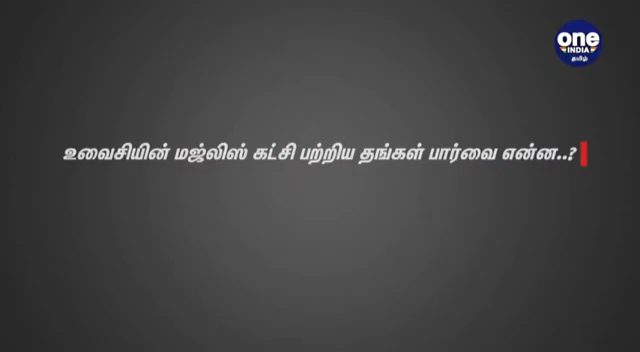 one
INDIA
தமிழ்
உவைசியின் மஜ்லிஸ் கட்சி பற்றிய தங்கள் பார்வை என்ன..?